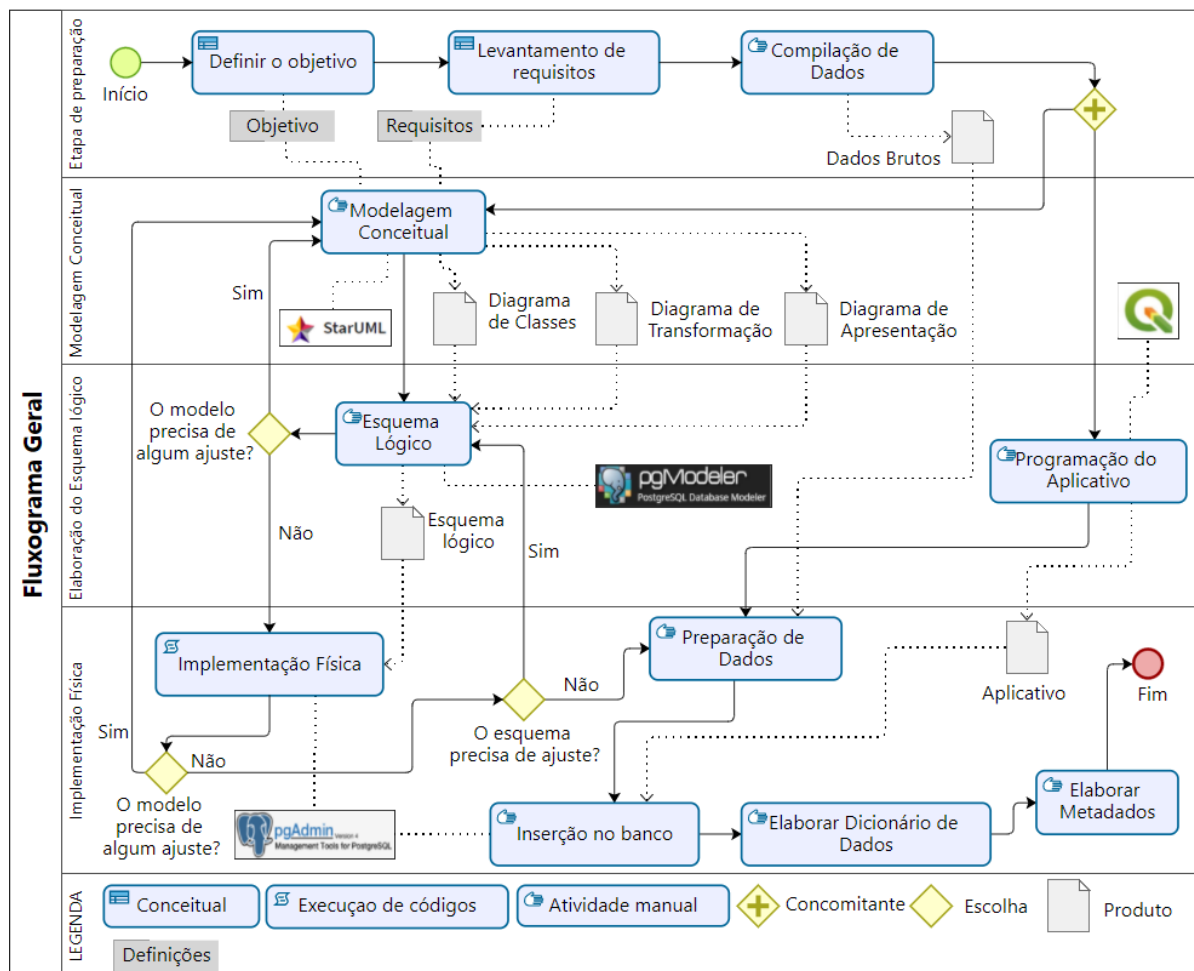 Fluxograma Geral
Etapa de preparação
Início
Definir o objetivo
Levantamento de
requisitos
Compilação de
Dados
Objetivo
Requisitos
Dados Brutos
Modelagem Conceitual
Modelagem
Conceitual
Sim
StarUML
Diagrama
de Classes
Diagrama de
Transformação
Diagrama de
Apresentação
Elaboração do Esquema lógico
O modelo
precisa de
algum ajuste?
Esquema
Lógico
pgModeler
PostgreSQL Database Modeler
Programação do
Aplicativo
Não
Esquema
lógico
Sim
Implementação Física
Implementação Física
Preparação de
Dados
Não
Aplicativo
Fim
Sim
Não
O esquema
precisa de ajuste?
O modelo
precisa de
algum ajuste?
pgAdmin Version 4
Management Tools for PostgreSQL
Inserção no banco
Elaborar Dicionário de
Dados
Elaborar
Metadados
LEGENDA
Conceitual
Execuçao de códigos
Atividade manual
Concomitante
Escolha
Produto
Definições